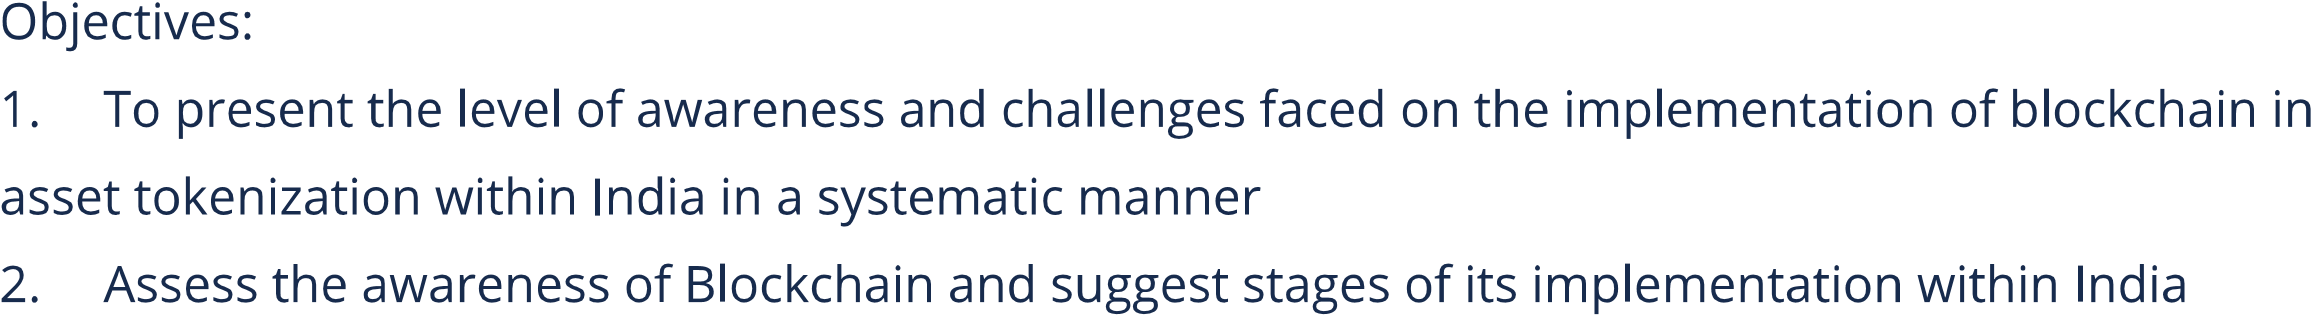 Objectives:
1. To present the level of awareness and challenges faced on the implementation of blockchain in
asset tokenization within India in a systematic manner
2. Assess the awareness of Blockchain and suggest stages of its implementation within India